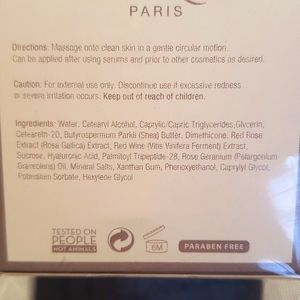 PARIS
Directions: Massage onto clean skin in a gentle circular motion.
Can be applied after using serums and prior to other cosmetics as desired.
Caution: For external use only. Discontinue use if excessive redness
or severe irritation occurs. Keep out of reach of children.
Ingredients: Water, Cetearyl Alcohol, Caprylic/Capric Triglycerides, Glycerin,
Ceteareth-20, Butyrospermum Parkii (Shea) Butter, Dimethicone, Red Rose
Extract (Rosa Gallica) Extract, Red Wine (Vitis Vinifera Ferment) Extract,
Sucrose, Hyaluronic Acid, Palmitoyl Tripeptide-28, Rose Geranium (Pelargonium
Graveolens) Oil, Mineral Salts, Xanthan Gum, Phenoxyethanol, Caprylyl Glycol,
Potassium Sorbate, Hexylene Glycol
TESTED ON
PEOPLE
NOT ANIMALS
6M
PARABEN FREE